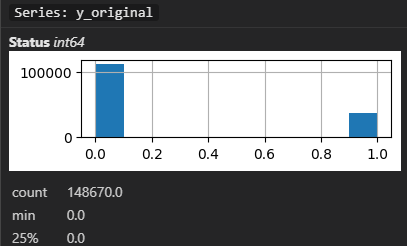 Series: y_original
Status int64
100000
0
0.0 0.2 0.4 0.6 0.8 1.0
count 148670.0
min 0.0
25% 0.0